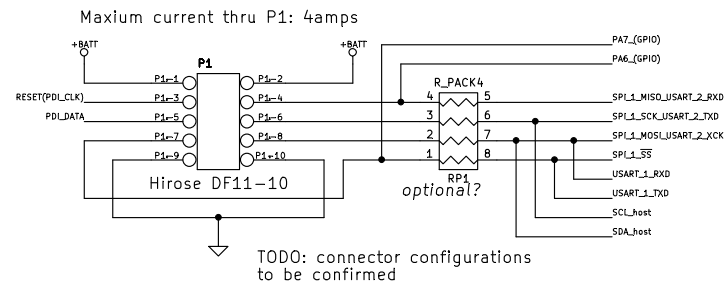 Maxium current thru P1: 4amps
PA7_(GPIO)
+BATT
P1
+BATT
PA6_(GPIO)
P1-1
P1-2
R_PACK4
RESET(PDI_CLK)
P1-3
P1-4
4
5
SPI_1_MISO_USART_2_RXD
PDI_DATA
P1-5
P1-6
3
6
SPI_1_SCK_USART_2_TXD
P1-7
P1-8
2
7
SPI_1_MOSI_USART_2_XCK
P1-9
P1-10
1
8
SPI_1_SS
Hirose DF11-10
RP1
USART_1_RXD
optional?
USART_1_TXD
SCL_host
SDA_host
TODO: connector configurations
to be confirmed